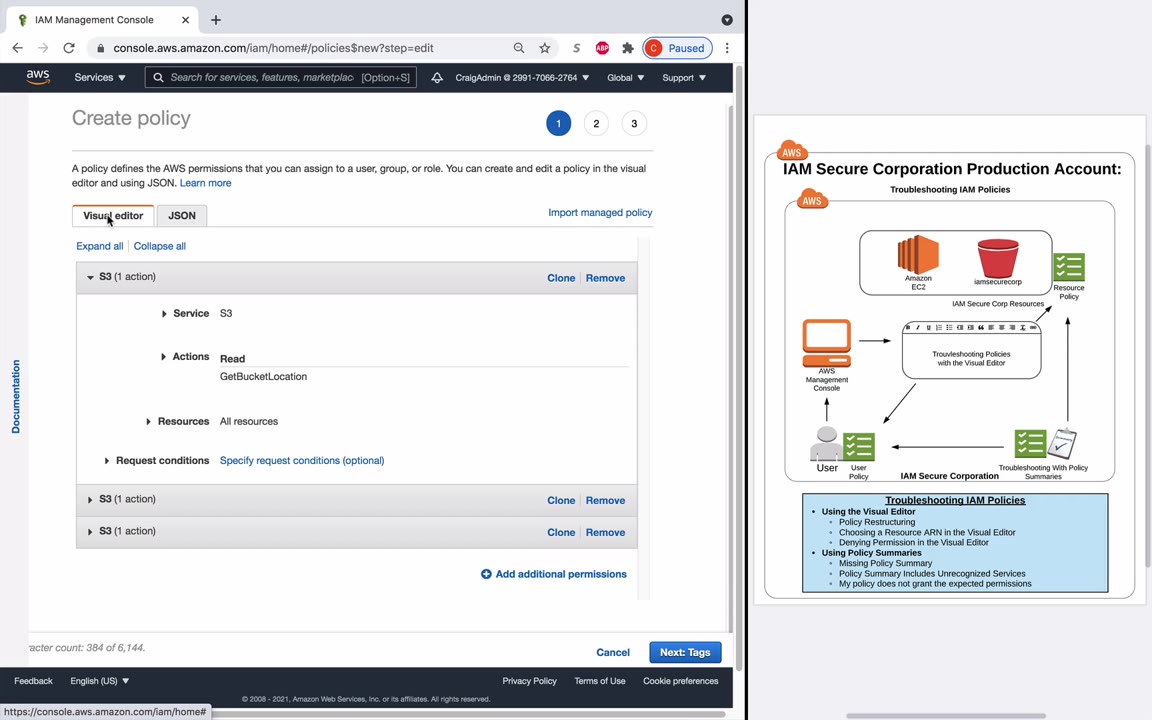 IAM Management Console
console.aws.amazon.com/iam/home#/policies$new?step=edit
S
ABP
C
Paused
aws
Services
Search for services, features, marketplac
[Option+S]
CraigAdmin @ 2991-7066-2764
Global
Support
Create policy
1
2
3
A policy defines the AWS permissions that you can assign to a user, group, or role. You can create and edit a policy in the visual
editor and using JSON. Learn more
Visual editor
JSON
Import managed policy
Expand all
Collapse all
S3 (1 action)
Clone
Remove
Service
S3
Actions
Read
GetBucketLocation
Resources
All resources
Request conditions
Specify request conditions (optional)
S3 (1 action)
Clone
Remove
S3 (1 action)
Clone
Remove
Add additional permissions
Documentation
racter count: 384 of 6,144.
Cancel
Next: Tags
Feedback
English (US)
Privacy Policy
Terms of Use
Cookie preferences
© 2008 - 2021, Amazon Web Services, Inc. or its affiliates. All rights reserved.
https://console.aws.amazon.com/iam/home#
AWS
IAM Secure Corporation Production Account:
Troubleshooting IAM Policies
AWS
Amazon
EC2
iamsecurecorp
Resource
Policy
IAM Secure Corp Resources
Trouvleshooting Policies
with the Visual Editor
AWS
Management
Console
User
User
Policy
Troubleshooting With Policy
Summaries
IAM Secure Corporation
Troubleshooting IAM Policies
• Using the Visual Editor
Policy Restructuring
Choosing a Resource ARN in the Visual Editor
Denying Permission in the Visual Editor
• Using Policy Summaries
Missing Policy Summary
Policy Summary Includes Unrecognized Services
My policy does not grant the expected permissions